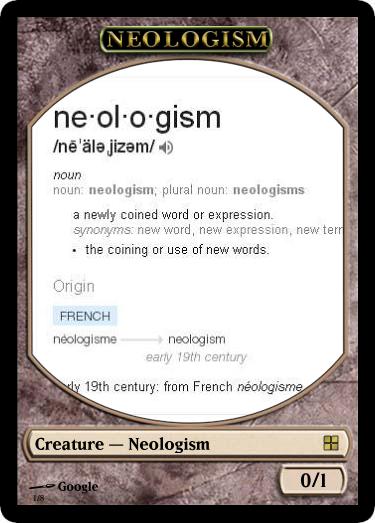 NEOLOGISM
ne·ol·o·gism
/nēˈäləˌjizəm/
noun
noun: neologism; plural noun: neologisms
a newly coined word or expression.
synonyms: new word, new expression, new terr
• the coining or use of new words.
Origin
FRENCH
néologisme neologism
early 19th century
rly 19th century: from French néologisme
Creature — Neologism
Google
1/8
0/1